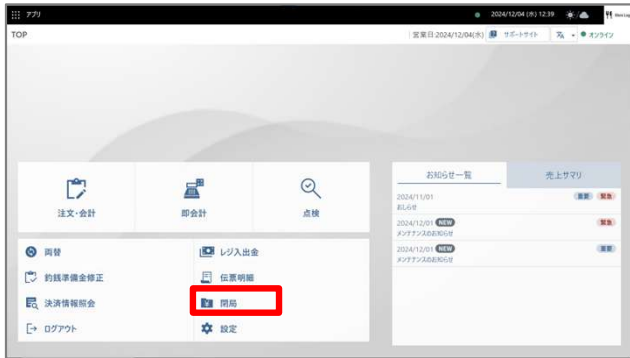 アプリ
2024/12/04 (水) 12:39
TOP
営業日:2024/12/04(水)
サポートサイト
オンライン
注文・会計
即会計
点検
お知らせ一覧
売上サマリ
2024/11/01
重要
緊急
おしらせ
2024/12/01 NEW
緊急
メンテナンスのお知らせ
2024/12/01 NEW
重要
メンテナンスのお知らせ
両替
レジ入出金
釣銭準備金修正
伝票明細
決済情報照会
閉局
ログアウト
設定